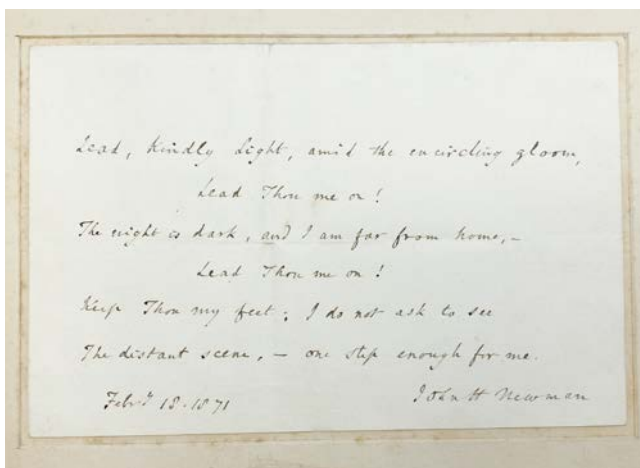 Lead, Kindly Light, amid the encircling gloom,
Lead Thou me on!
The night is dark, and I am far from home,–
Lead Thou me on!
Keep Thou my feet; I do not ask to see
The distant scene,– one step enough for me.
Febry 18. 1871
John H Newman